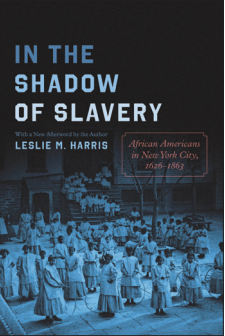 IN THE
SHADOW
OF SLAVERY
With a New Afterword by the Author
LESLIE M. HARRIS
African Americans
in New York City,
1626–1863